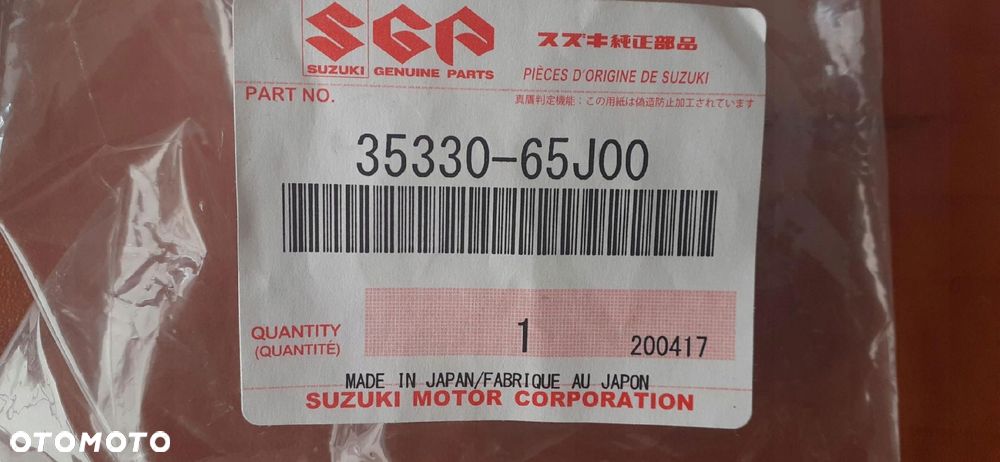 SGP
スズキ純正部品
SUZUKI GENUINE PARTS
PIÈCES D'ORIGINE DE SUZUKI
PART NO.
真贋判定機能：この用紙は偽造防止加工されています
35330-65J00
QUANTITY
(QUANTITÉ)
1
200417
MADE IN JAPAN/FABRIQUE AU JAPON
SUZUKI MOTOR CORPORATION
OTOMOTO